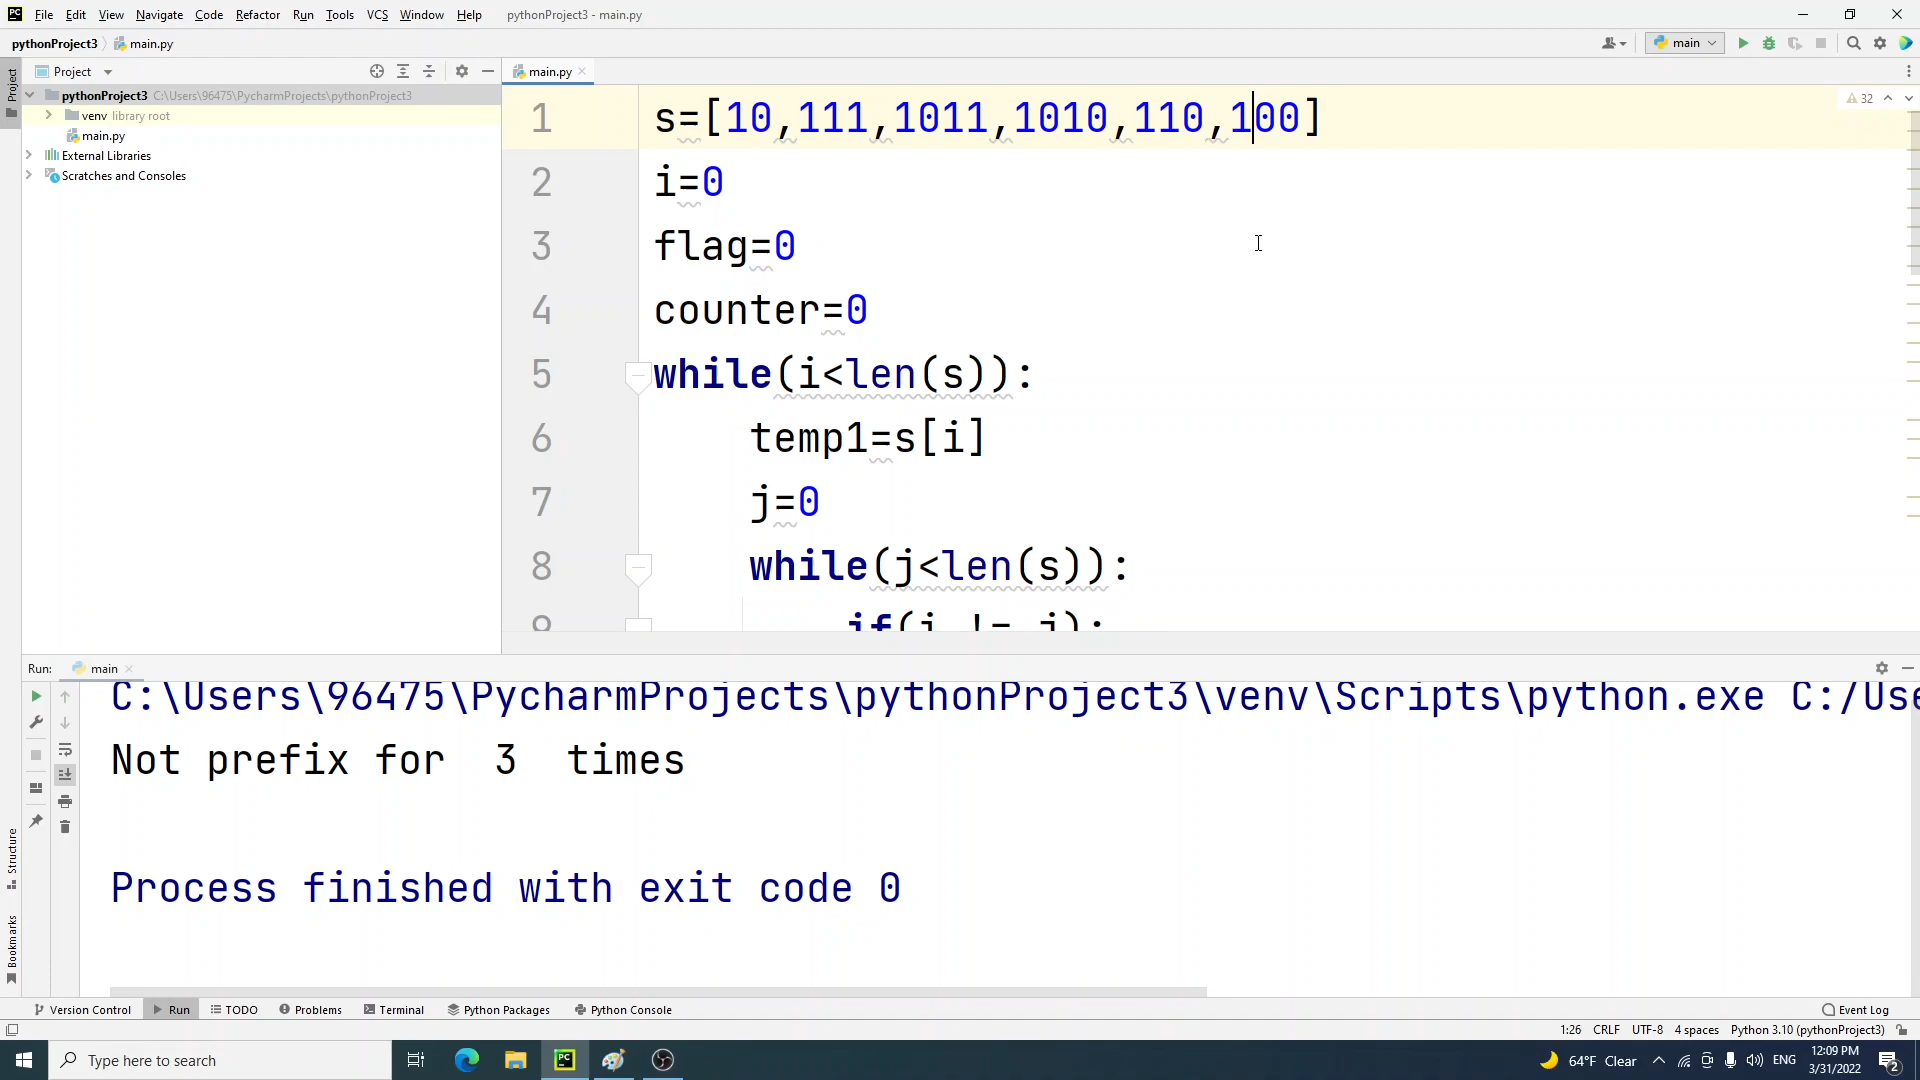 File Edit View Navigate Code Refactor Run Tools VCS Window Help pythonProject3 - main.py
pythonProject3 main.py main
Project main.py
Project
pythonProject3 C:\Users\96475\PycharmProjects\pythonProject3
venv library root
main.py
External Libraries
Scratches and Consoles
32
1 s=[10,111,1011,1010,110,100]
2 i=0
3 flag=0
4 counter=0
5 while(i<len(s)):
6 temp1=s[i]
7 j=0
8 while(j<len(s)):
9 if(i != j):
Run: main
C:\Users\96475\PycharmProjects\pythonProject3\venv\Scripts\python.exe C:/Use
Not prefix for 3 times
Process finished with exit code 0
Structure
Bookmarks
Version Control Run TODO Problems Terminal Python Packages Python Console Event Log
1:26 CRLF UTF-8 4 spaces Python 3.10 (pythonProject3)
Type here to search
64°F Clear ENG 12:09 PM
3/31/2022
2